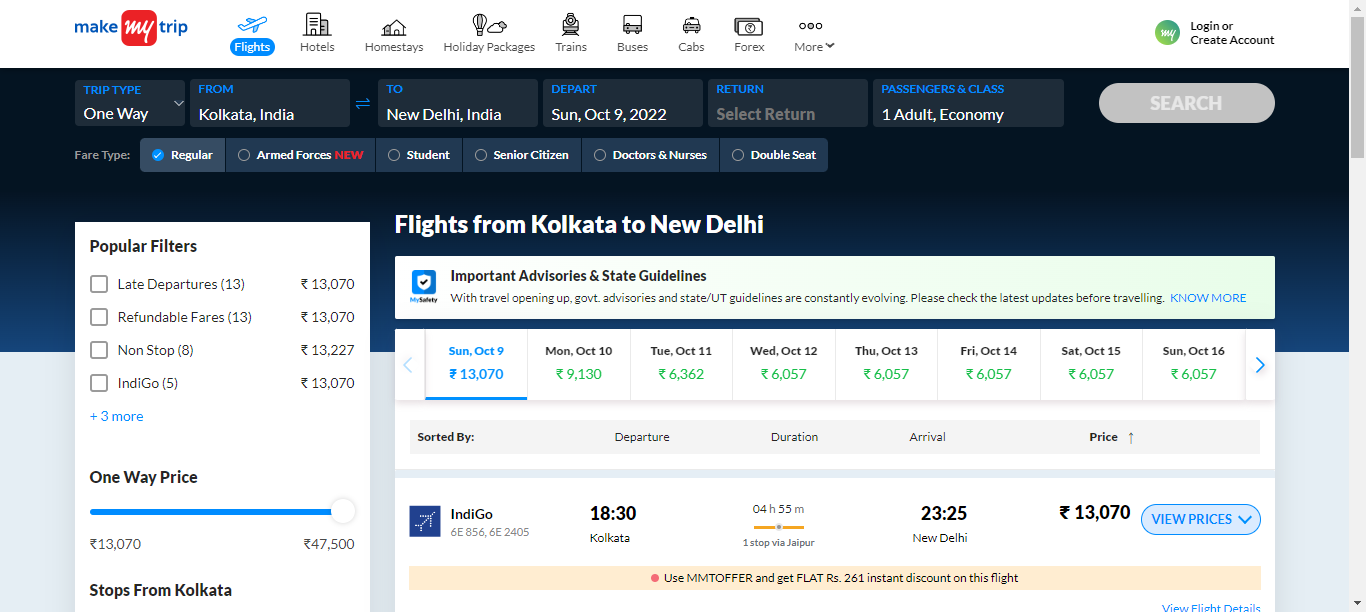 make my trip
Flights
Hotels
Homestays
Holiday Packages
Trains
Buses
Cabs
Forex
More
my
Login or
Create Account
TRIP TYPE
One Way
FROM
Kolkata, India
TO
New Delhi, India
DEPART
Sun, Oct 9, 2022
RETURN
Select Return
PASSENGERS & CLASS
1 Adult, Economy
SEARCH
Fare Type:
Regular
Armed Forces NEW
Student
Senior Citizen
Doctors & Nurses
Double Seat
Flights from Kolkata to New Delhi
Popular Filters
Late Departures (13) ₹ 13,070
Refundable Fares (13) ₹ 13,070
Non Stop (8) ₹ 13,227
IndiGo (5) ₹ 13,070
+ 3 more
One Way Price
₹13,070 ₹47,500
Stops From Kolkata
MySafety
Important Advisories & State Guidelines
With travel opening up, govt. advisories and state/UT guidelines are constantly evolving. Please check the latest updates before travelling. KNOW MORE
Sun, Oct 9
₹ 13,070
Mon, Oct 10
₹ 9,130
Tue, Oct 11
₹ 6,362
Wed, Oct 12
₹ 6,057
Thu, Oct 13
₹ 6,057
Fri, Oct 14
₹ 6,057
Sat, Oct 15
₹ 6,057
Sun, Oct 16
₹ 6,057
Sorted By: Departure Duration Arrival Price ↑
IndiGo
6E 856, 6E 2405
18:30
Kolkata
04 h 55 m
1 stop via Jaipur
23:25
New Delhi
₹ 13,070
VIEW PRICES
Use MMTOFFER and get FLAT Rs. 261 instant discount on this flight
View Flight Details